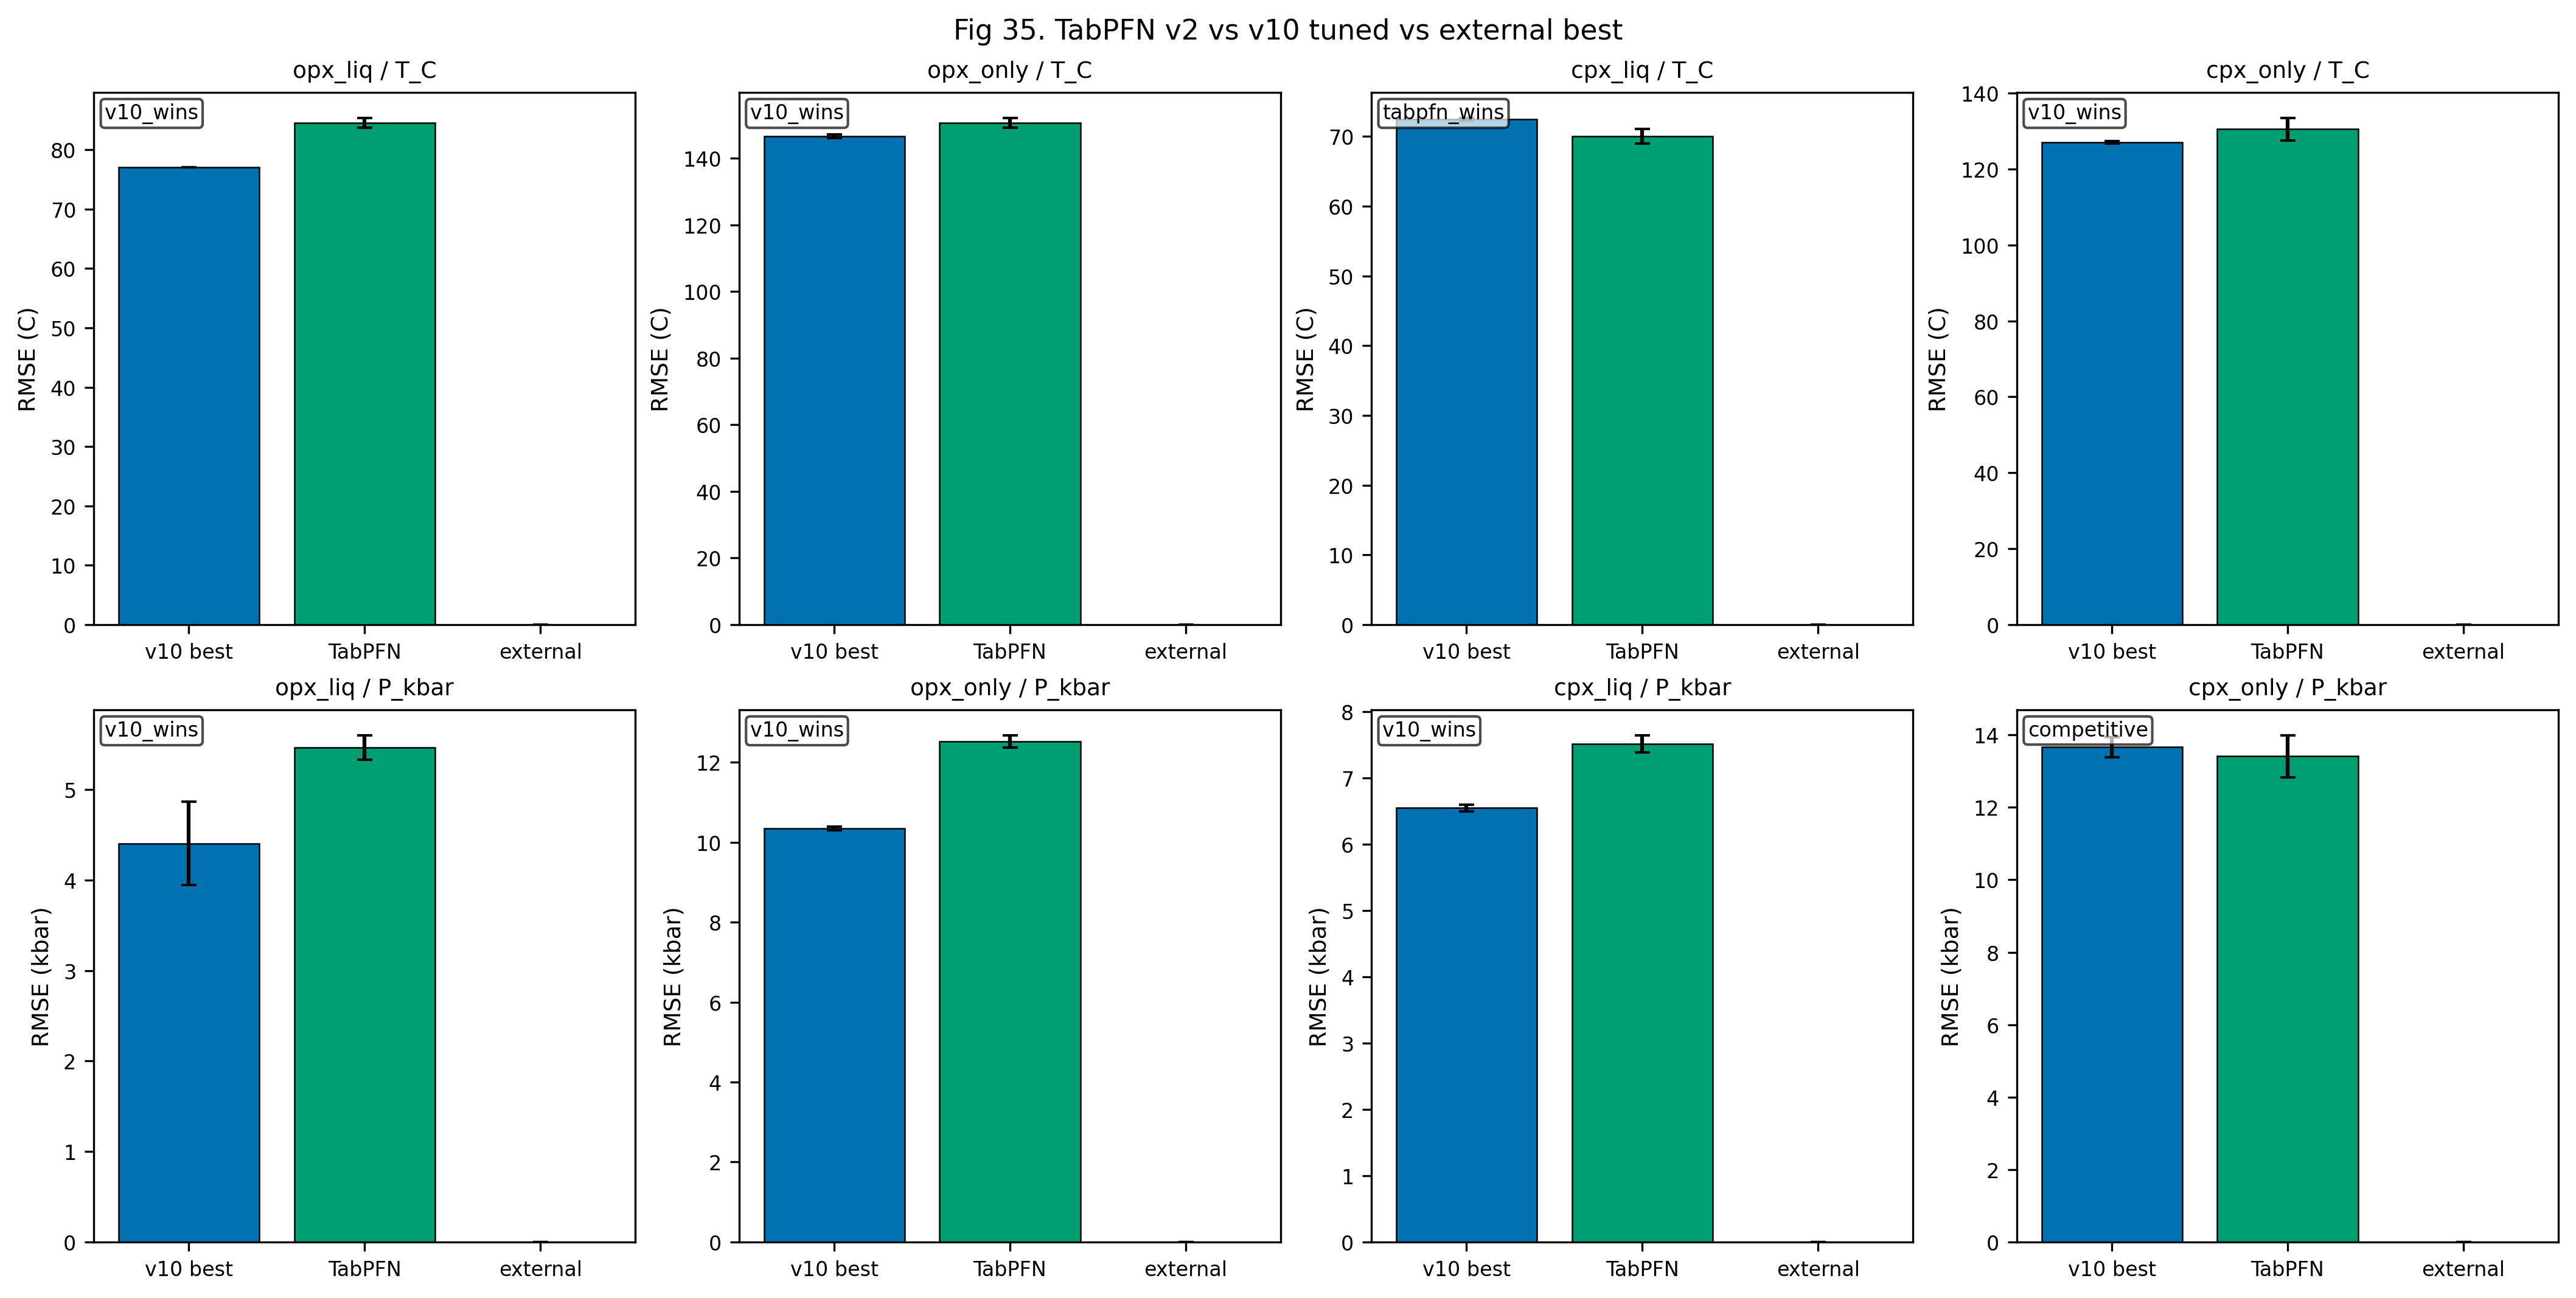 Fig 35. TabPFN v2 vs v10 tuned vs external best
opx_liq / T_C
v10_wins
RMSE (C)
80
70
60
50
40
30
20
10
0
v10 best
TabPFN
external
opx_only / T_C
v10_wins
RMSE (C)
140
120
100
80
60
40
20
0
v10 best
TabPFN
external
cpx_liq / T_C
tabpfn_wins
RMSE (C)
70
60
50
40
30
20
10
0
v10 best
TabPFN
external
cpx_only / T_C
v10_wins
RMSE (C)
140
120
100
80
60
40
20
0
v10 best
TabPFN
external
opx_liq / P_kbar
v10_wins
RMSE (kbar)
5
4
3
2
1
0
v10 best
TabPFN
external
opx_only / P_kbar
v10_wins
RMSE (kbar)
12
10
8
6
4
2
0
v10 best
TabPFN
external
cpx_liq / P_kbar
v10_wins
RMSE (kbar)
8
7
6
5
4
3
2
1
0
v10 best
TabPFN
external
cpx_only / P_kbar
competitive
RMSE (kbar)
14
12
10
8
6
4
2
0
v10 best
TabPFN
external